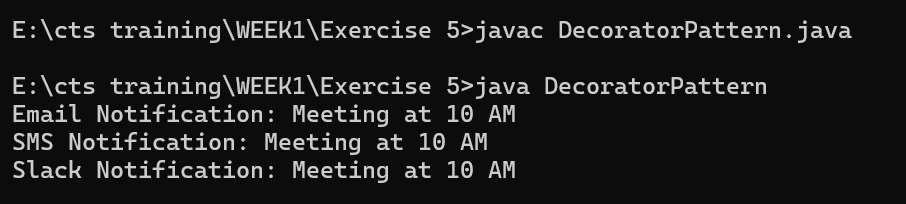 E:\cts training\WEEK1\Exercise 5>javac DecoratorPattern.java
E:\cts training\WEEK1\Exercise 5>java DecoratorPattern
Email Notification: Meeting at 10 AM
SMS Notification: Meeting at 10 AM
Slack Notification: Meeting at 10 AM